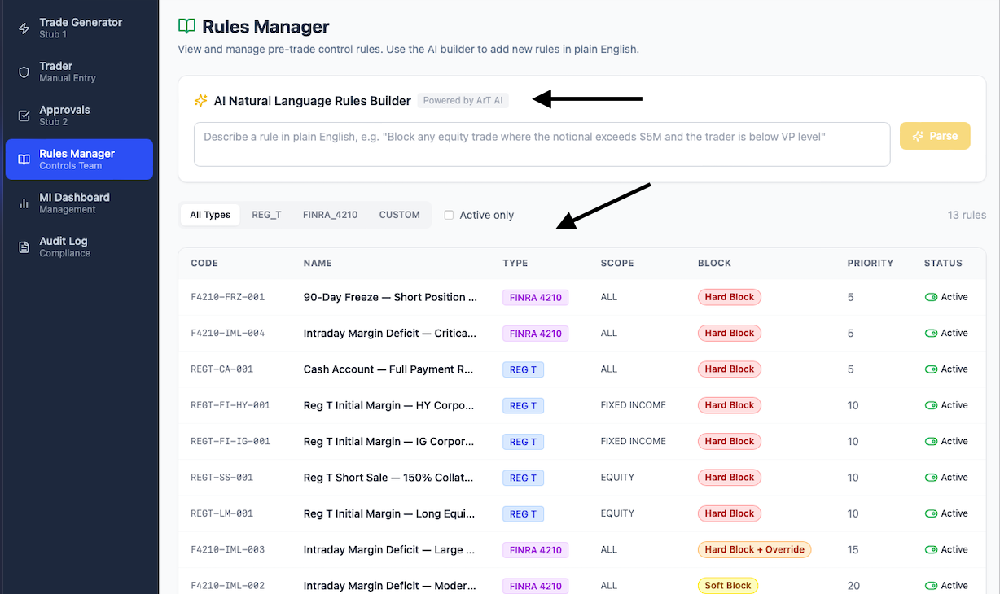 Trade Generator
Stub 1
Trader
Manual Entry
Approvals
Stub 2
Rules Manager
Controls Team
MI Dashboard
Management
Audit Log
Compliance
Rules Manager
View and manage pre-trade control rules. Use the AI builder to add new rules in plain English.
AI Natural Language Rules Builder Powered by ArT AI
Describe a rule in plain English, e.g. "Block any equity trade where the notional exceeds $5M and the trader is below VP level"
Parse
All Types REG_T FINRA_4210 CUSTOM Active only 13 rules
CODE NAME TYPE SCOPE BLOCK PRIORITY STATUS
F4210-FRZ-001 90-Day Freeze — Short Position ... FINRA 4210 ALL Hard Block 5 Active
F4210-IML-004 Intraday Margin Deficit — Critica... FINRA 4210 ALL Hard Block 5 Active
REGT-CA-001 Cash Account — Full Payment R... REG T ALL Hard Block 5 Active
REGT-FI-HY-001 Reg T Initial Margin — HY Corpo... REG T FIXED INCOME Hard Block 10 Active
REGT-FI-IG-001 Reg T Initial Margin — IG Corpor... REG T FIXED INCOME Hard Block 10 Active
REGT-SS-001 Reg T Short Sale — 150% Collat... REG T EQUITY Hard Block 10 Active
REGT-LM-001 Reg T Initial Margin — Long Equi... REG T EQUITY Hard Block 10 Active
F4210-IML-003 Intraday Margin Deficit — Large ... FINRA 4210 ALL Hard Block + Override 15 Active
F4210-IML-002 Intraday Margin Deficit — Moder... FINRA 4210 ALL Soft Block 20 Active